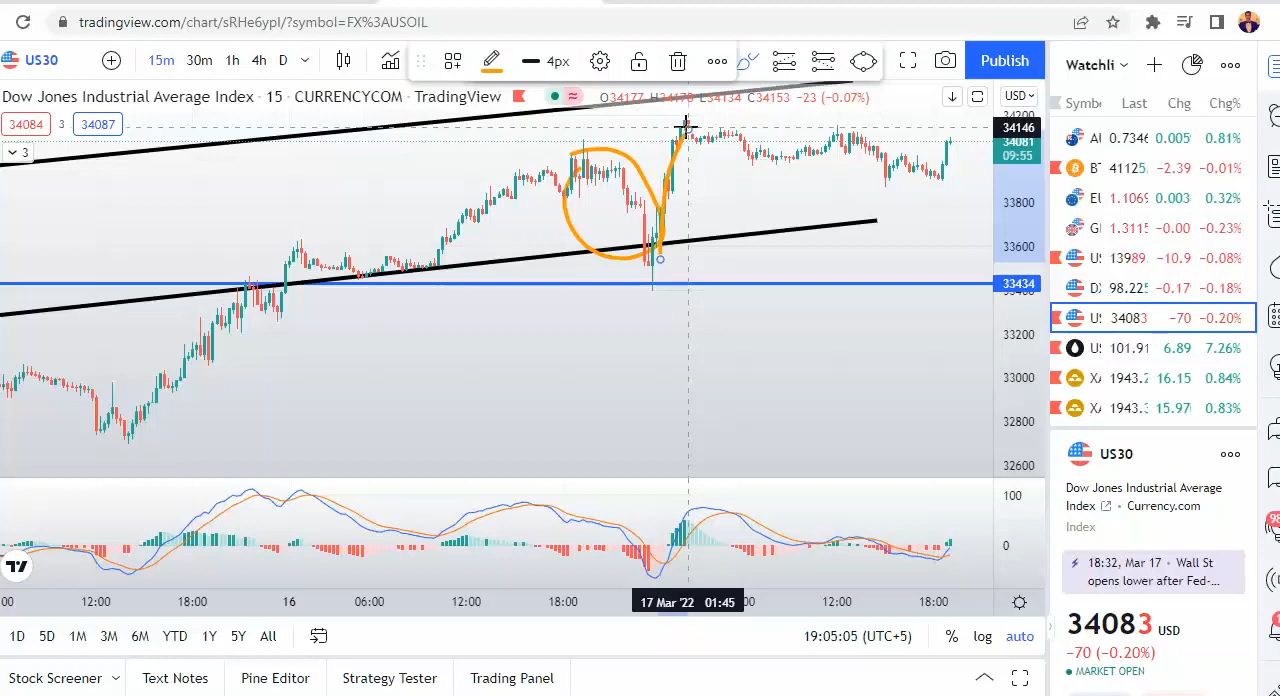 tradingview.com/chart/sRHe6ypI/?symbol=FX%3AUSOIL
US30 15m 30m 1h 4h D 4px Publish
Dow Jones Industrial Average Index · 15 · CURRENCYCOM · TradingView O34177 H34178 L34134 C34153 −23 (−0.07%) USD
34084 3 34087
3
34200
34146
34081
09:55
33800
33600
33434
33400
33200
33000
32800
32600
100
0
Watchli
Symb Last Chg Chg%
0.7346 0.005 0.81%
41125. −2.39 −0.01%
1.1069 0.003 0.32%
1.3115 −0.00 −0.23%
13989. −10.9 −0.08%
98.225 −0.17 −0.18%
34083 −70 −0.20%
101.91 6.89 7.26%
1943.2 16.15 0.84%
1943.3 15.97 0.83%
US30
Dow Jones Industrial Average
Index · Currency.com
Index
18:32, Mar 17 · Wall St
opens lower after Fed-...
34083 USD
−70 (−0.20%)
MARKET OPEN
:00 12:00 18:00 16 06:00 12:00 18:00 17 Mar '22 01:45 12:00 18:00
1D 5D 1M 3M 6M YTD 1Y 5Y All 19:05:05 (UTC+5) % log auto
Stock Screener Text Notes Pine Editor Strategy Tester Trading Panel